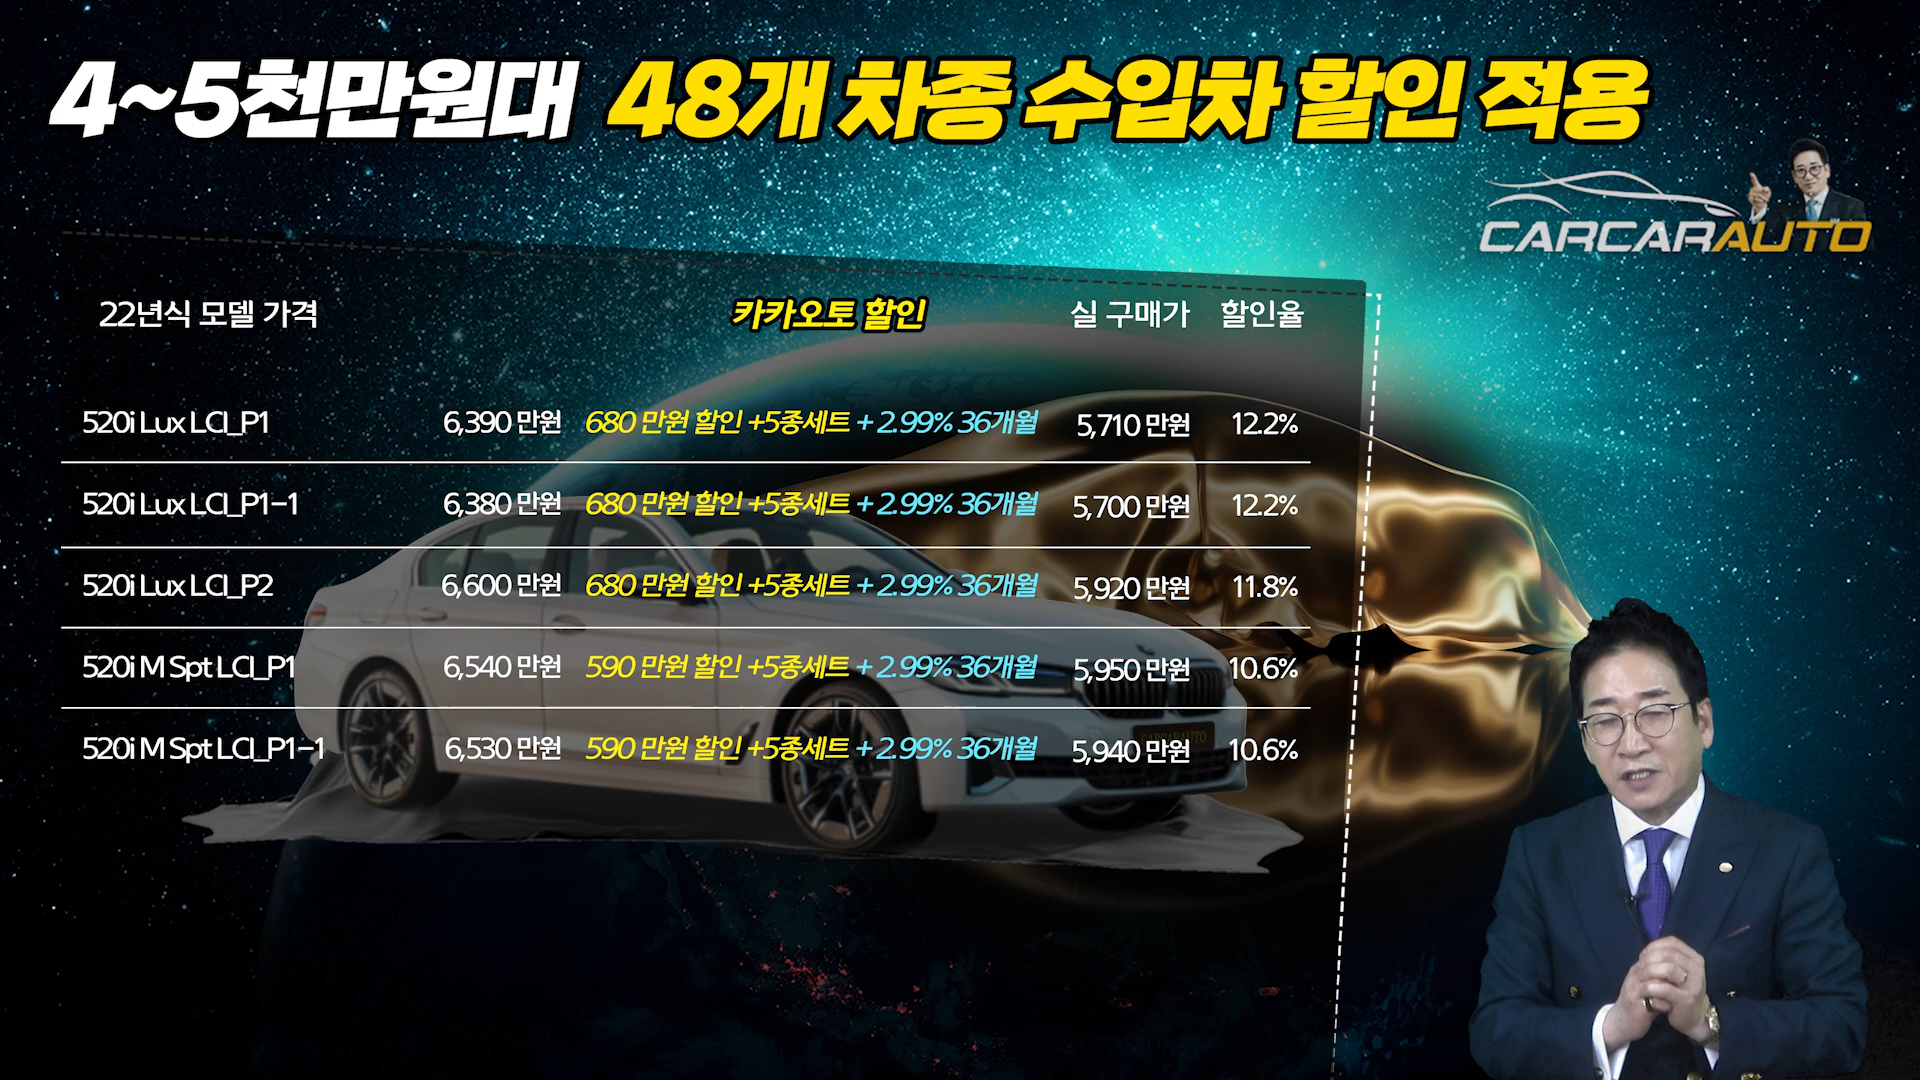 4~5천만원대 48개 차종 수입차 할인 적용
CARCARAUTO
22년식 모델 가격 카카오토 할인 실 구매가 할인율
520i Lux LCI_P1 6,390 만원 680 만원 할인 +5종세트 + 2.99% 36개월 5,710 만원 12.2%
520i Lux LCI_P1-1 6,380 만원 680 만원 할인 +5종세트 + 2.99% 36개월 5,700 만원 12.2%
520i Lux LCI_P2 6,600 만원 680 만원 할인 +5종세트 + 2.99% 36개월 5,920 만원 11.8%
520i M Spt LCI_P1 6,540 만원 590 만원 할인 +5종세트 + 2.99% 36개월 5,950 만원 10.6%
520i M Spt LCI_P1-1 6,530 만원 590 만원 할인 +5종세트 + 2.99% 36개월 5,940 만원 10.6%
CARCARAUTO